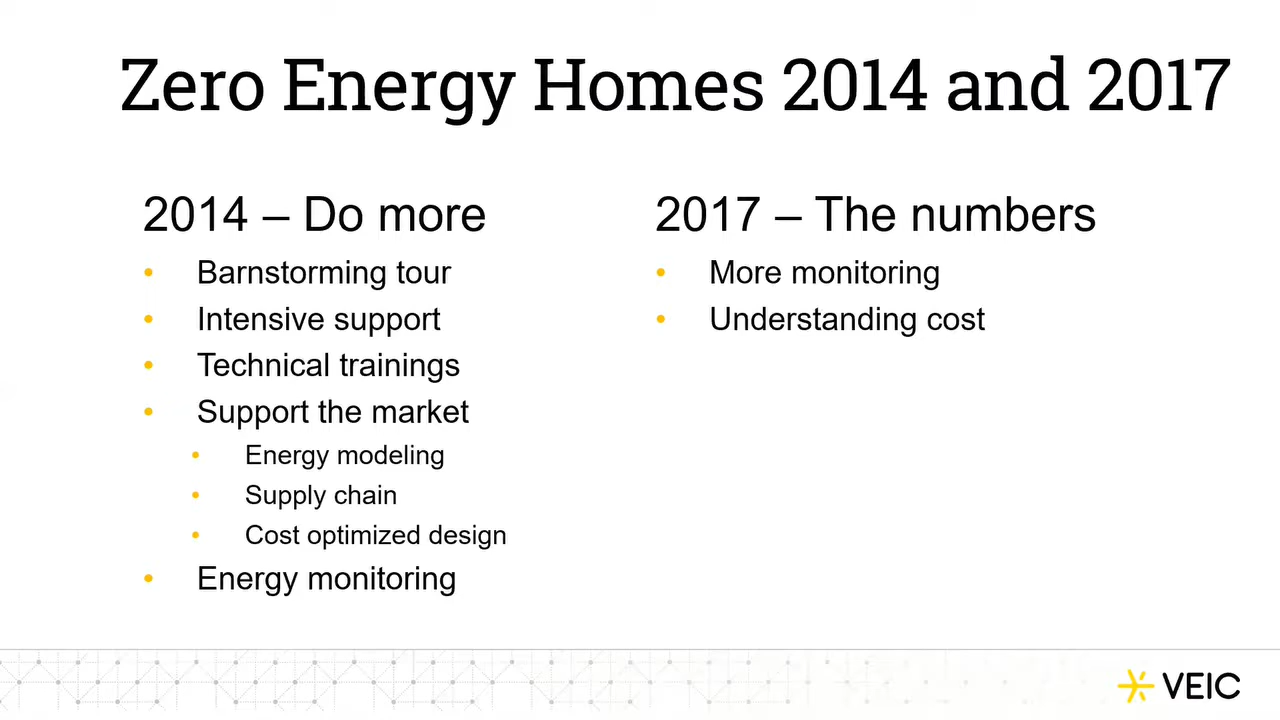 Zero Energy Homes 2014 and 2017
2014 – Do more
• Barnstorming tour
• Intensive support
• Technical trainings
• Support the market
• Energy modeling
• Supply chain
• Cost optimized design
• Energy monitoring
2017 – The numbers
• More monitoring
• Understanding cost
VEIC